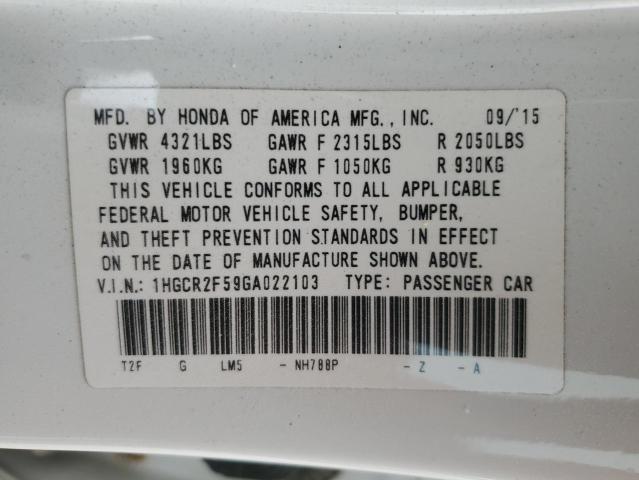 MFD. BY HONDA OF AMERICA MFG., INC. 09/'15
GVWR 4321LBS GAWR F 2315LBS R 2050LBS
GVWR 1960KG GAWR F 1050KG R 930KG
THIS VEHICLE CONFORMS TO ALL APPLICABLE
FEDERAL MOTOR VEHICLE SAFETY, BUMPER,
AND THEFT PREVENTION STANDARDS IN EFFECT
ON THE DATE OF MANUFACTURE SHOWN ABOVE.
V.I.N.: 1HGCR2F59GA022103 TYPE: PASSENGER CAR
T2F G LM5 - NH788P - Z - A